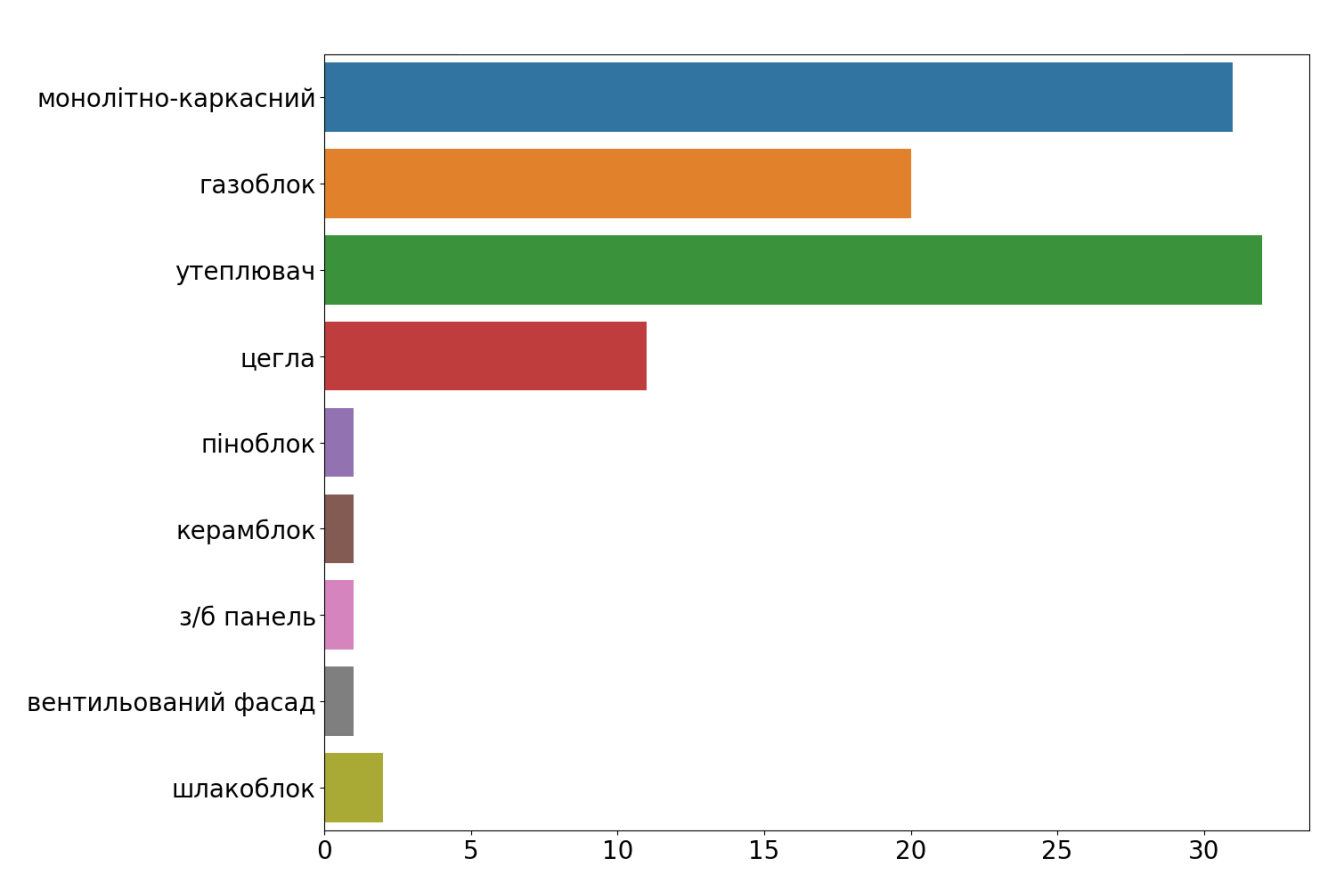 монолітно-каркасний
газоблок
утеплювач
цегла
піноблок
керамблок
з/б панель
вентильований фасад
шлакоблок
0 5 10 15 20 25 30